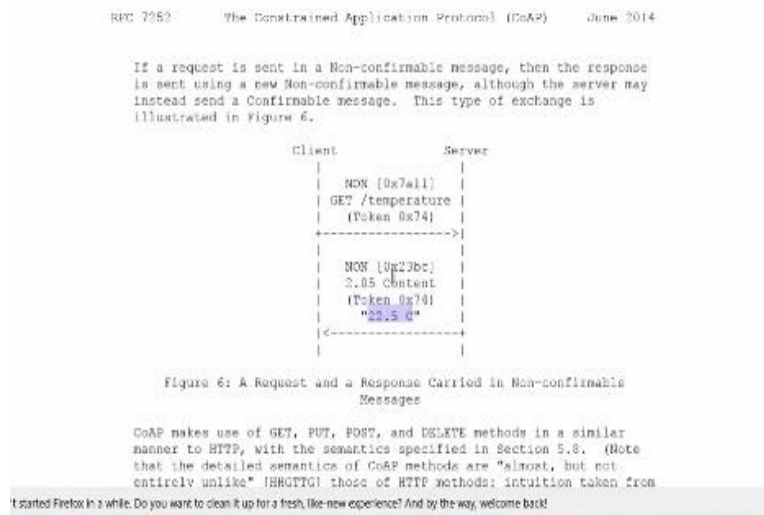 RFC 7252 The Constrained Application Protocol (CoAP) June 2014
If a request is sent in a Non-confirmable message, then the response
is sent using a new Non-confirmable message, although the server may
instead send a Confirmable message. This type of exchange is
illustrated in Figure 6.
Client Server
| |
| NON [0x7a11] |
| GET /temperature |
| (Token 0x74) |
+----------------->|
| |
| NON [0x23bc] |
| 2.05 Content |
| (Token 0x74) |
| "22.5 C" |
|<-----------------+
| |
Figure 6: A Request and a Response Carried in Non-confirmable
Messages
CoAP makes use of GET, PUT, POST, and DELETE methods in a similar
manner to HTTP, with the semantics specified in Section 5.8. (Note
that the detailed semantics of CoAP methods are "almost, but not
entirely unlike" [HHGTTG] those of HTTP methods: intuition taken from
't started Firefox in a while. Do you want to clean it up for a fresh, like-new experience? And by the way, welcome back!